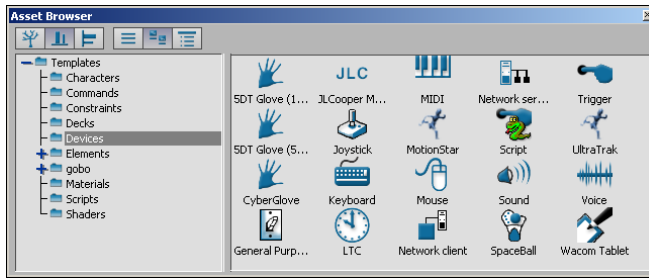 Asset Browser
Templates
Characters
Commands
Constraints
Decks
Devices
Elements
gobo
Materials
Scripts
Shaders
JLC
5DT Glove (1... JLCooper M... MIDI Network ser... Trigger
5DT Glove (5... Joystick MotionStar Script UltraTrak
CyberGlove Keyboard Mouse Sound Voice
General Purp... LTC Network client SpaceBall Wacom Tablet